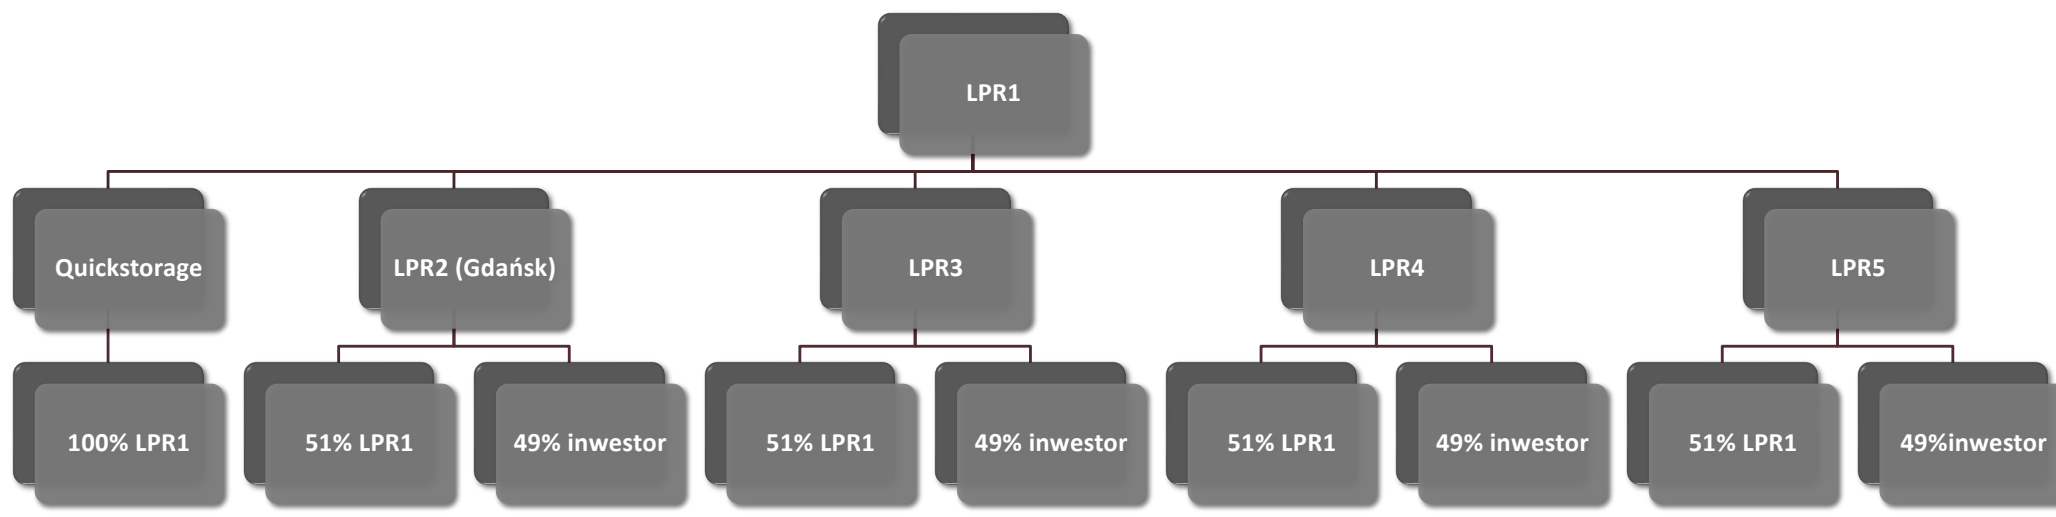 LPR1
Quickstorage
LPR2 (Gdańsk)
LPR3
LPR4
LPR5
100% LPR1
51% LPR1
49% inwestor
51% LPR1
49% inwestor
51% LPR1
49% inwestor
51% LPR1
49%inwestor